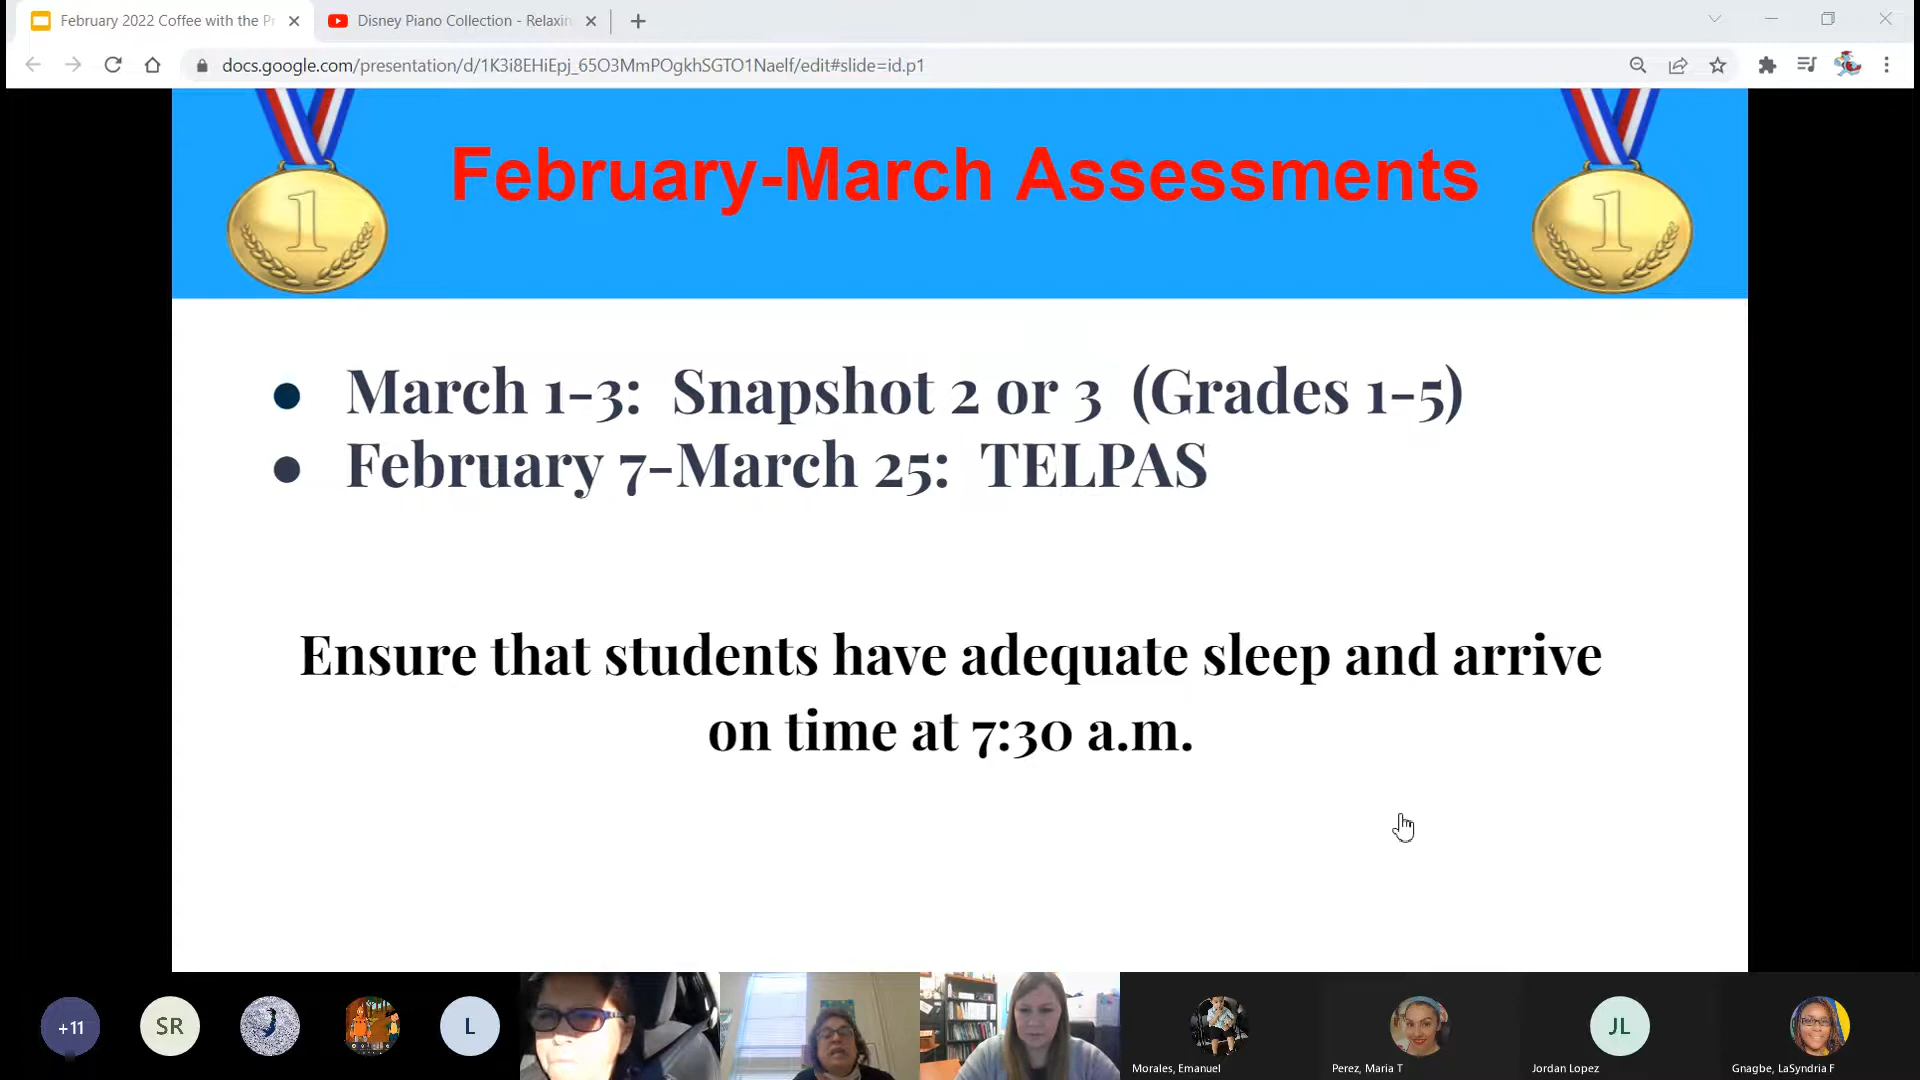 February 2022 Coffee with the Pr
Disney Piano Collection - Relaxin
docs.google.com/presentation/d/1K3i8EHiEpj_65O3MmPOgkhSGTO1NaeIf/edit#slide=id.p1
February-March Assessments
1
1
● March 1-3: Snapshot 2 or 3 (Grades 1-5)
● February 7-March 25: TELPAS
Ensure that students have adequate sleep and arrive
on time at 7:30 a.m.
+11
SR
L
JL
Morales, Emanuel
Perez, Maria T
Jordan Lopez
Gnagbe, LaSyndria F